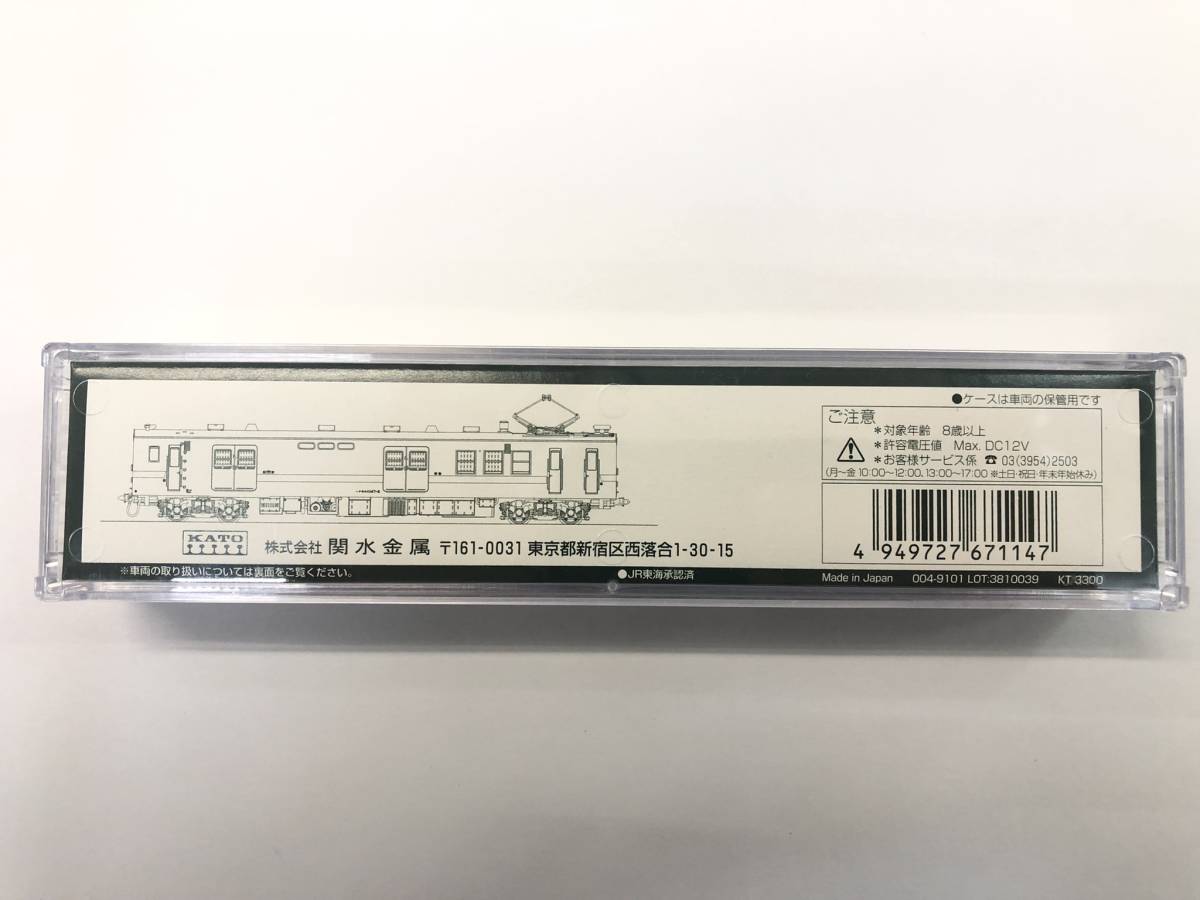 ●ケースは車両の保管用です
ご注意
＊対象年齢 8歳以上
＊許容電圧値 Max. DC12V
＊お客様サービス係 ☎ 03(3954)2503
(月～金 10:00～12:00、13:00～17:00 ※土日・祝日・年末年始休み)
4 949727 671147
KATO
株式会社 関水金属 〒161-0031 東京都新宿区西落合1-30-15
※車両の取り扱いについては裏面をご覧ください。
●JR東海承認済
Made in Japan 004-9101 LOT:3810039 KT 3300